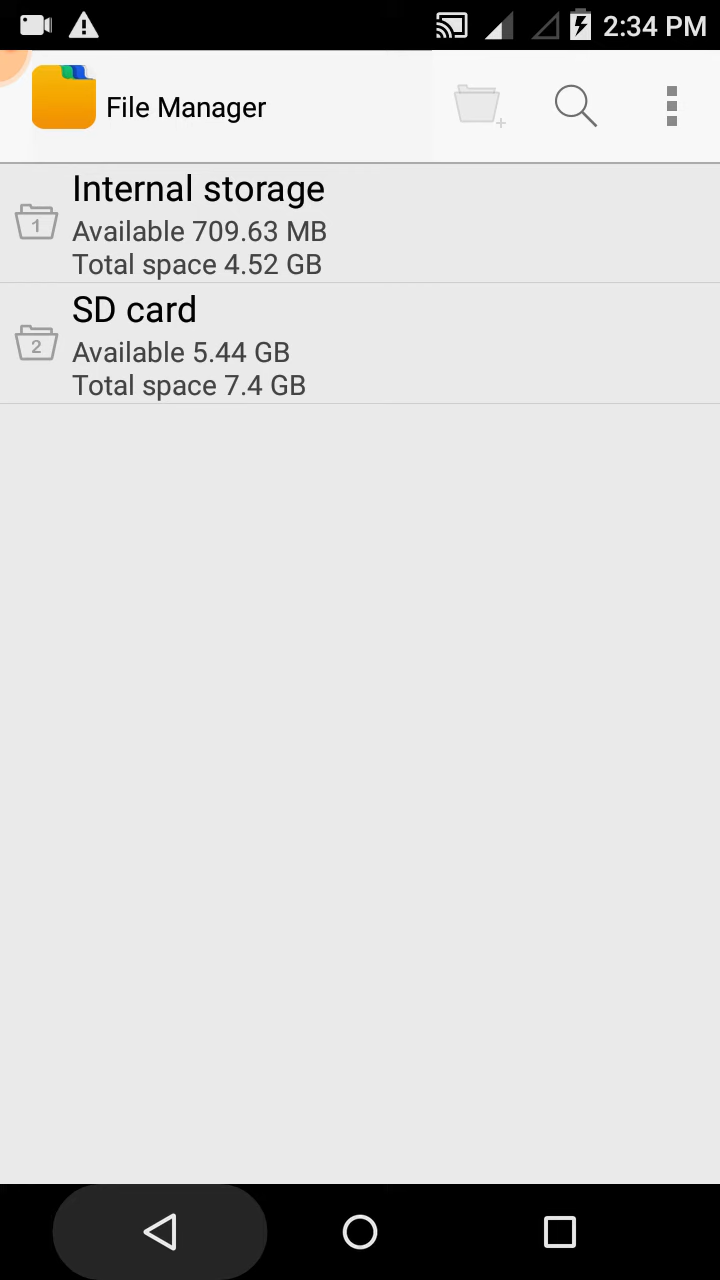 2:34 PM
File Manager
Internal storage
1
Available 709.63 MB
Total space 4.52 GB
SD card
2
Available 5.44 GB
Total space 7.4 GB